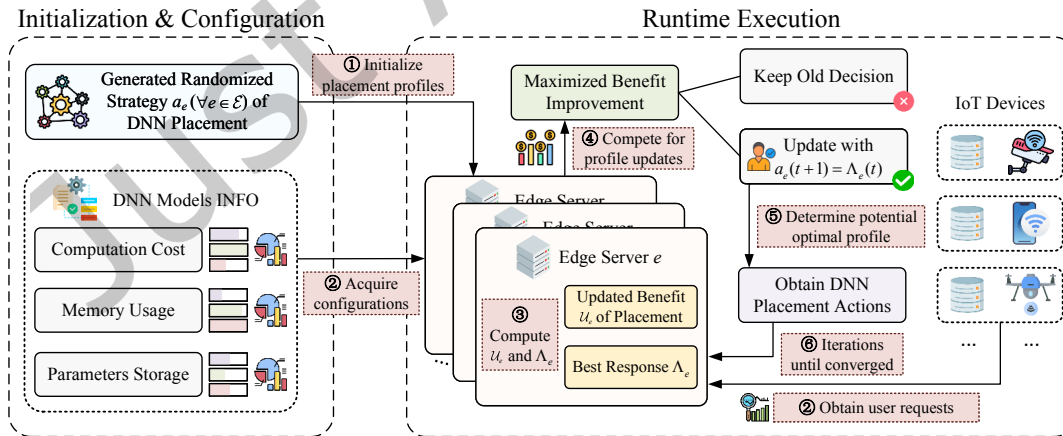 Initialization & Configuration
Runtime Execution
Generated Randomized
Strategy a_e (∀e ∈ ℰ) of
DNN Placement
① Initialize
placement profiles
Maximized Benefit
Improvement
Keep Old Decision
IoT Devices
④ Compete for
profile updates
Update with
a_e(t+1) = Λ_e(t)
DNN Models INFO
Computation Cost
Memory Usage
Parameters Storage
② Acquire
configurations
Edge Server
Edge Server
Edge Server e
③
Compute
𝒰_e and Λ_e
Updated Benefit
𝒰_e of Placement
Best Response Λ_e
...
⑤ Determine potential
optimal profile
Obtain DNN
Placement Actions
⑥ Iterations
until converged
... ...
② Obtain user requests
Just